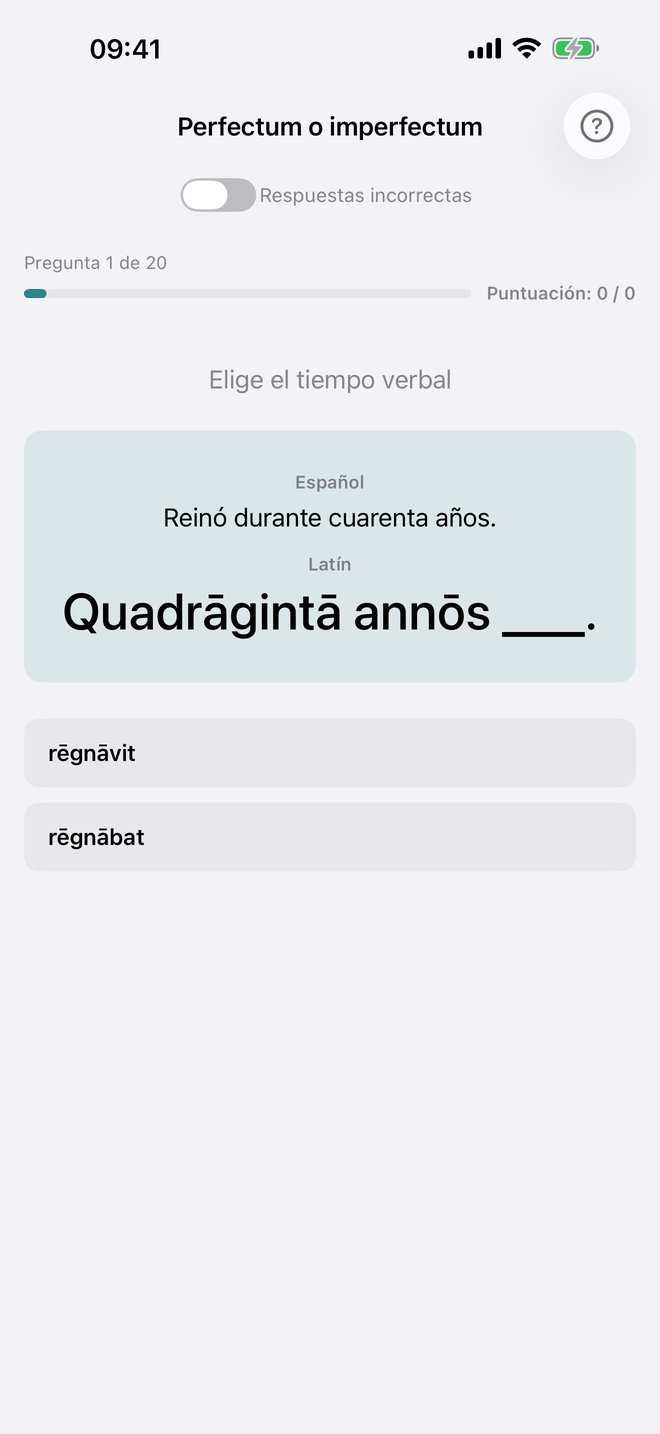 09:41
Perfectum o imperfectum
Respuestas incorrectas
Pregunta 1 de 20
Puntuación: 0 / 0
Elige el tiempo verbal
Español
Reinó durante cuarenta años.
Latín
Quadrāgintā annōs ____.
rēgnāvit
rēgnābat